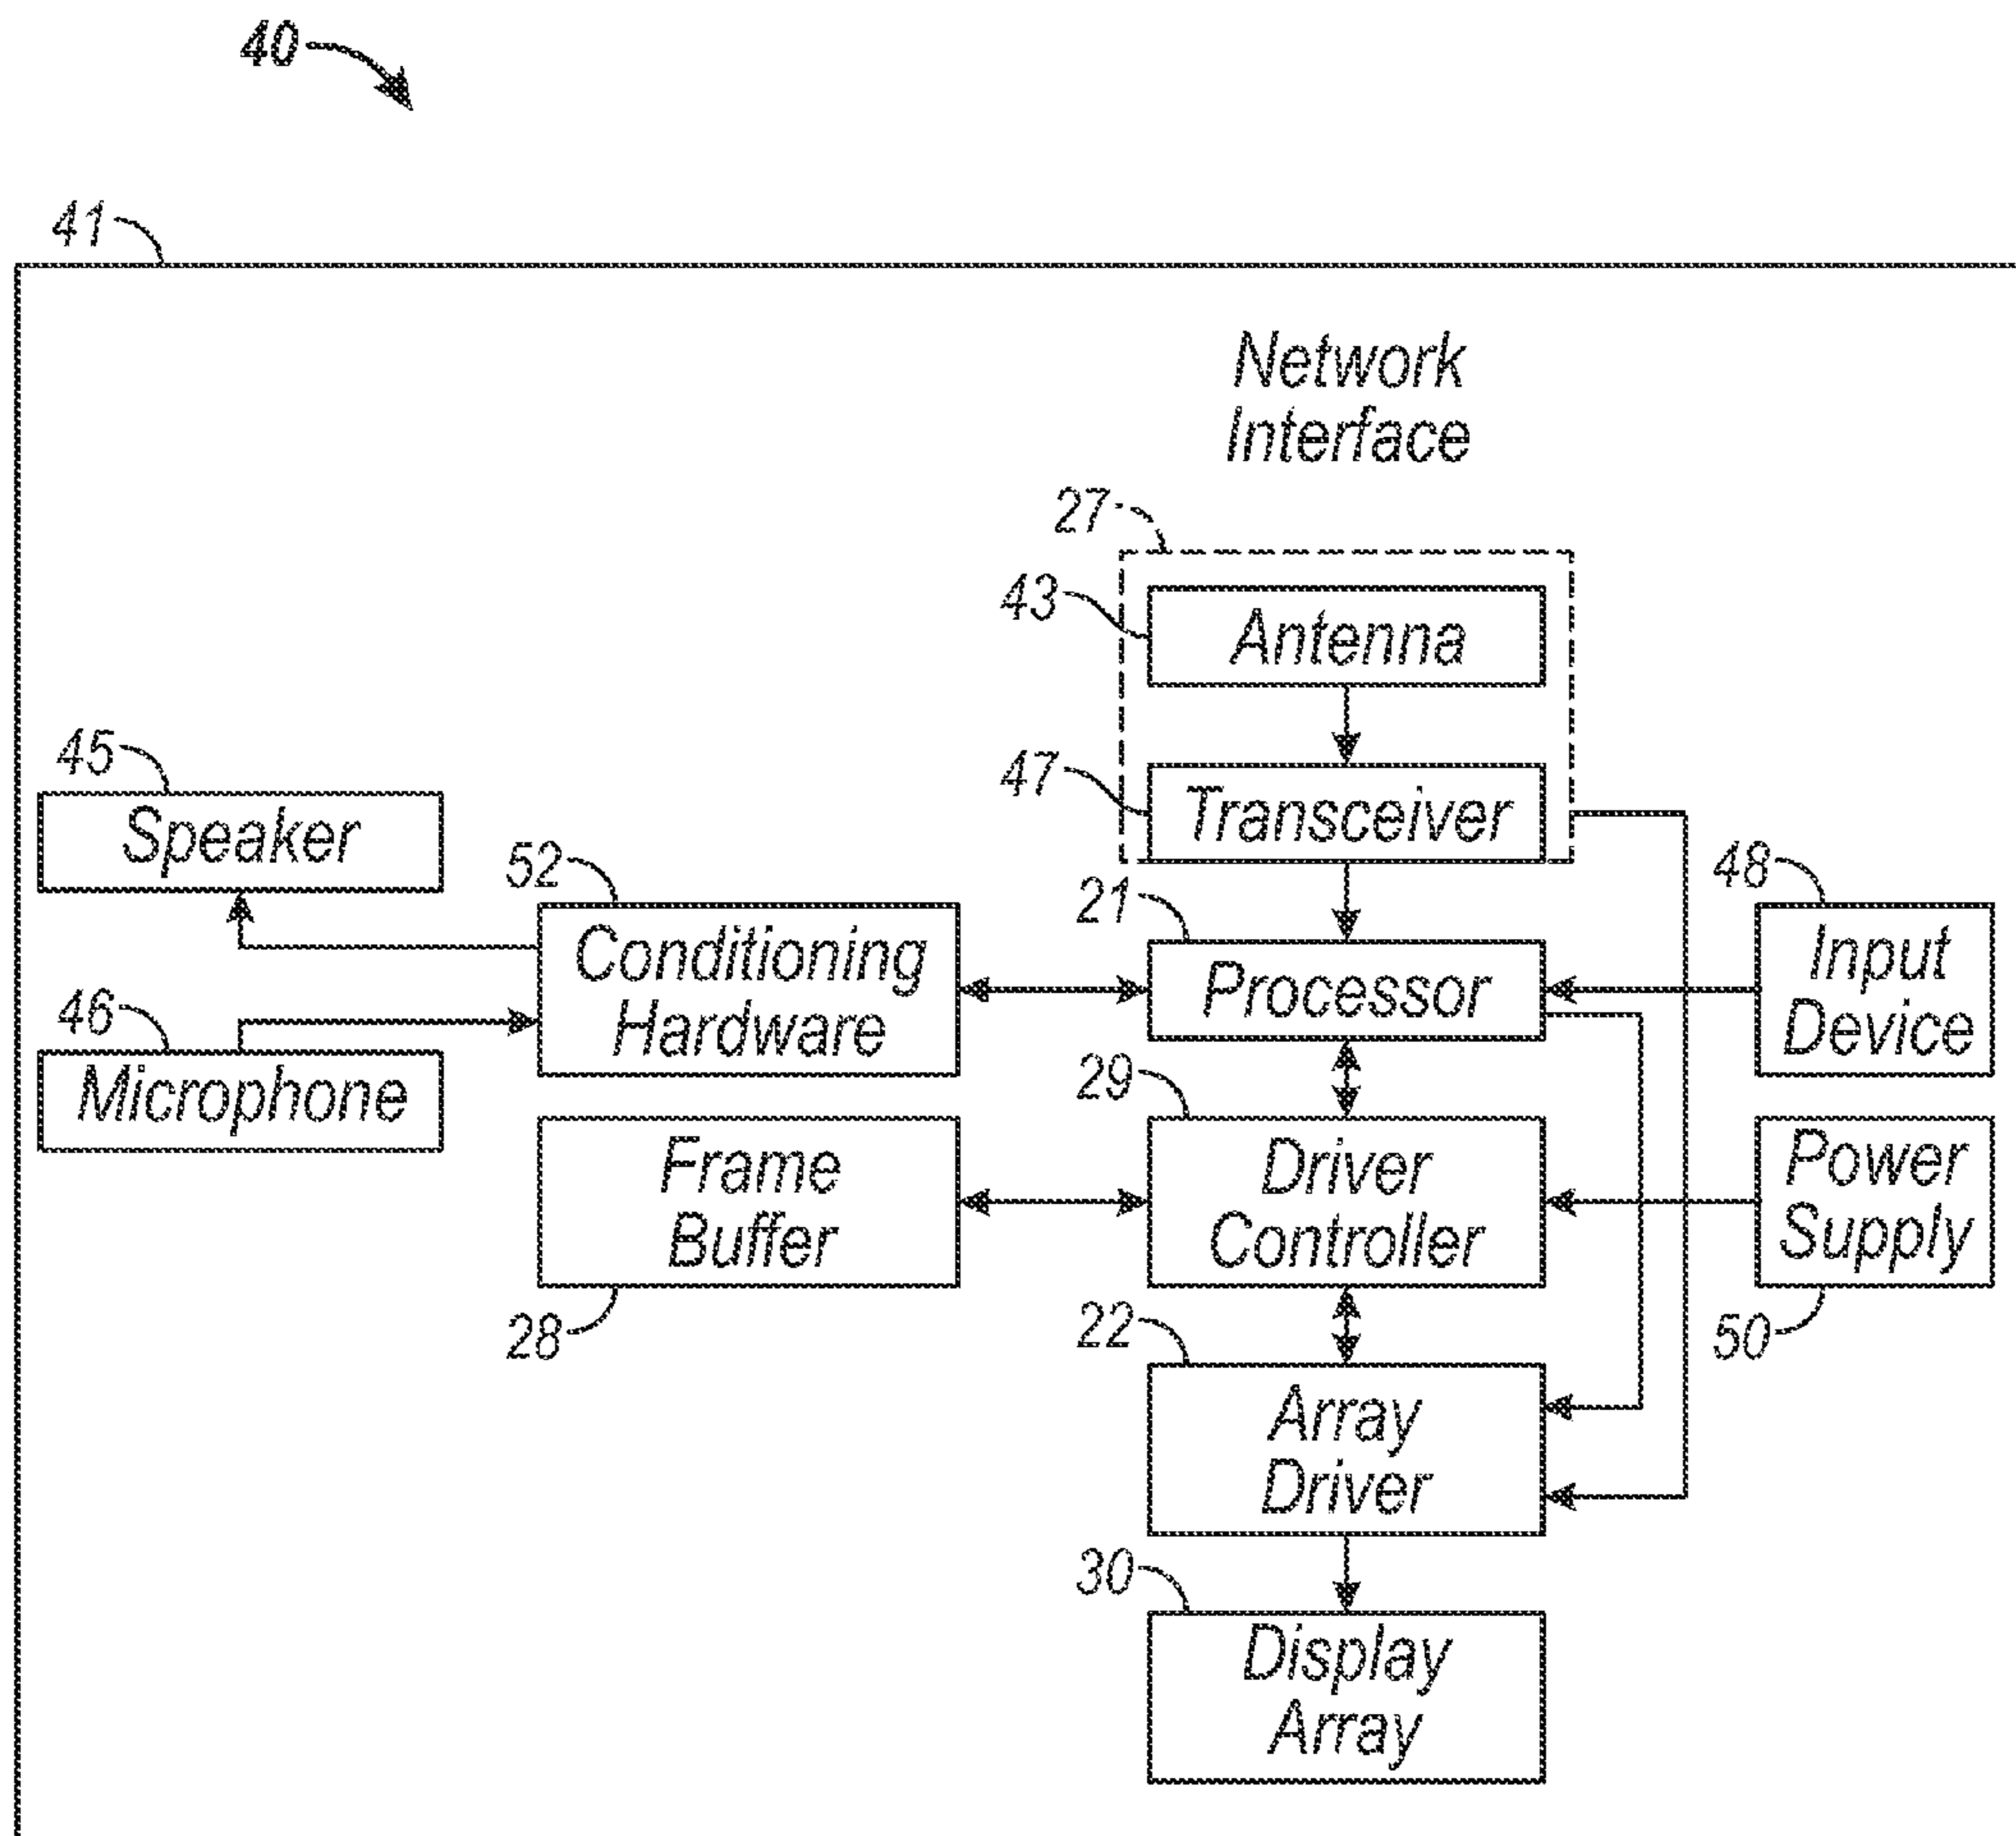 40
41
Network
Interface
27
43
Antenna
47
Transceiver
45
Speaker
52
Conditioning
Hardware
21
Processor
48
Input
Device
46
Microphone
29
Driver
Controller
Frame
Buffer
28
Power
Supply
50
22
Array
Driver
30
Display
Array